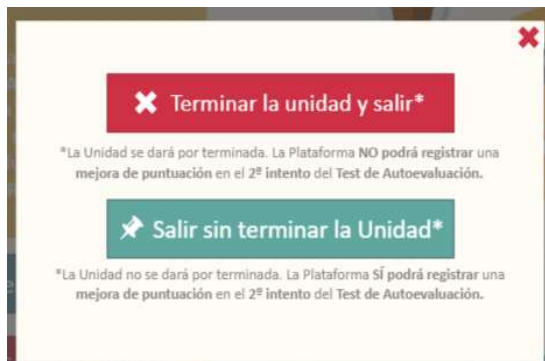 Terminar la unidad y salir*
*La Unidad se dará por terminada. La Plataforma NO podrá registrar una
mejora de puntuación en el 2º intento del Test de Autoevaluación.
Salir sin terminar la Unidad*
*La Unidad no se dará por terminada. La Plataforma SÍ podrá registrar una
mejora de puntuación en el 2º intento del Test de Autoevaluación.